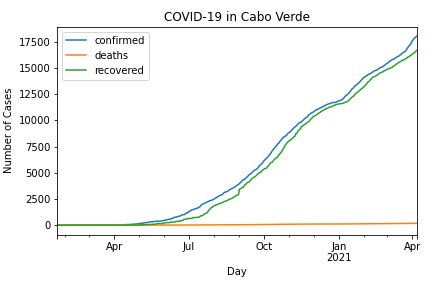 COVID-19 in Cabo Verde
confirmed
deaths
recovered
Number of Cases
17500
15000
12500
10000
7500
5000
2500
0
Apr
Jul
Oct
Jan
2021
Apr
Day